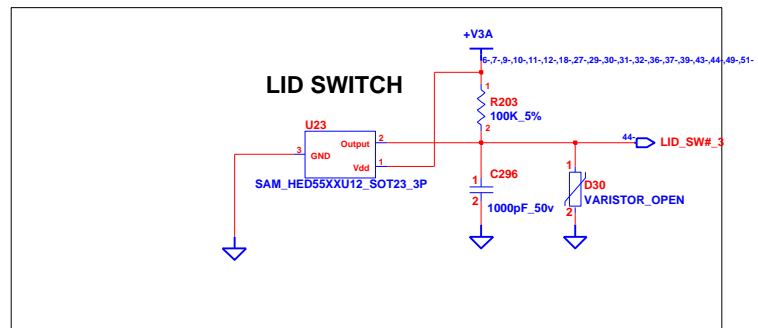 +V3A
6-,7-,9-,10-,11-,12-,18-,27-,29-,30-,31-,32-,36-,37-,39-,43-,44-,49-,51-
LID SWITCH
1
R203
100K_5%
2
U23
Output 2
3 GND
Vdd 1
SAM_HED55XXU12_SOT23_3P
44-
LID_SW#_3
C296
1
2
1000pF_50v
1
D30
VARISTOR_OPEN
2